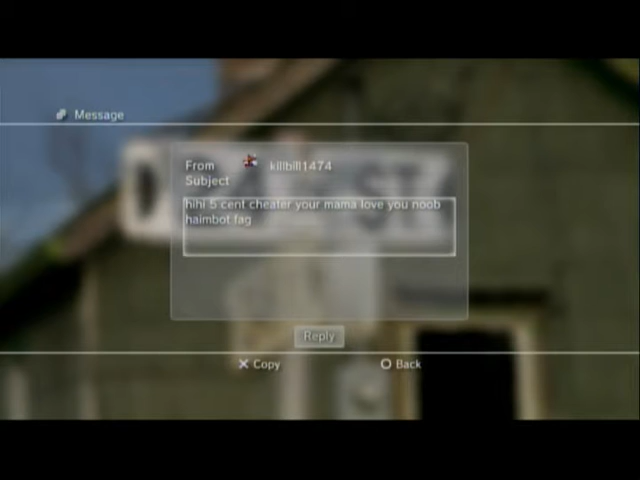 Message
From killbill1474
Subject
hihi 5 cent cheater your mama love you noob
haimbot fag
Reply
Copy
Back